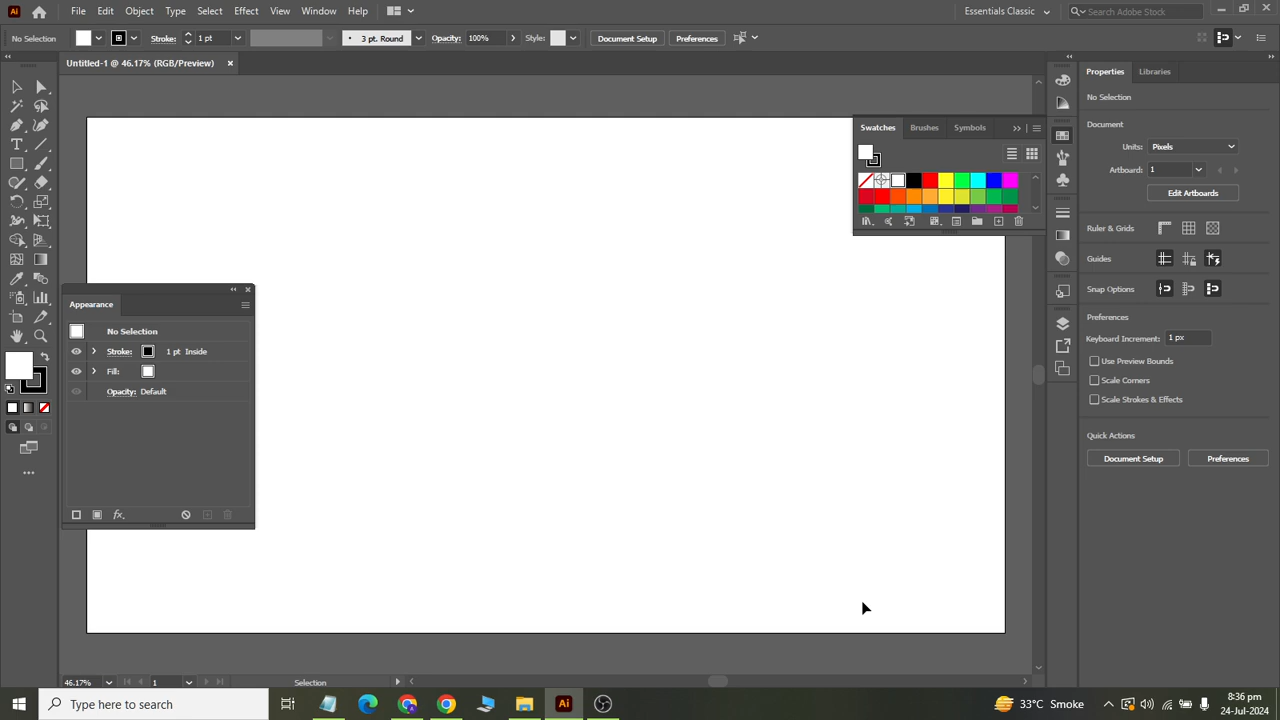 Ai File Edit Object Type Select Effect View Window Help Essentials Classic Search Adobe Stock
No Selection Stroke: 1 pt 3 pt. Round Opacity: 100% Style: Document Setup Preferences
Untitled-1 @ 46.17% (RGB/Preview)
Properties Libraries
No Selection
Document
Units: Pixels
Artboard: 1
Edit Artboards
Ruler & Grids
Guides
Snap Options
Preferences
Keyboard Increment: 1 px
Use Preview Bounds
Scale Corners
Scale Strokes & Effects
Quick Actions
Document Setup Preferences
Swatches Brushes Symbols
Appearance
No Selection
Stroke: 1 pt Inside
Fill:
Opacity: Default
fx.
46.17% 1 Selection
Type here to search
Ai
33°C Smoke
8:36 pm
24-Jul-2024